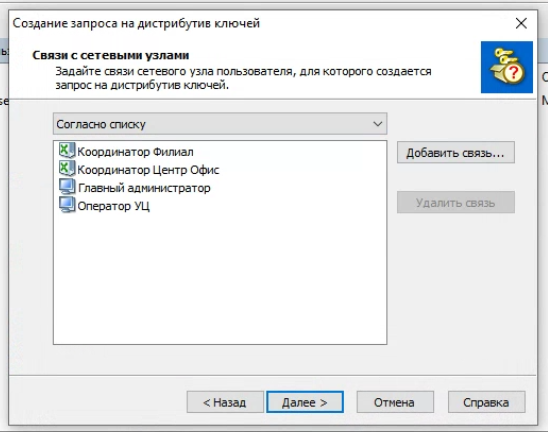 Создание запроса на дистрибутив ключей
Связи с сетевыми узлами
Задайте связи сетевого узла пользователя, для которого создается
запрос на дистрибутив ключей.
Согласно списку
Координатор Филиал
Координатор Центр Офис
Главный администратор
Оператор УЦ
Добавить связь...
Удалить связь
< Назад
Далее >
Отмена
Справка